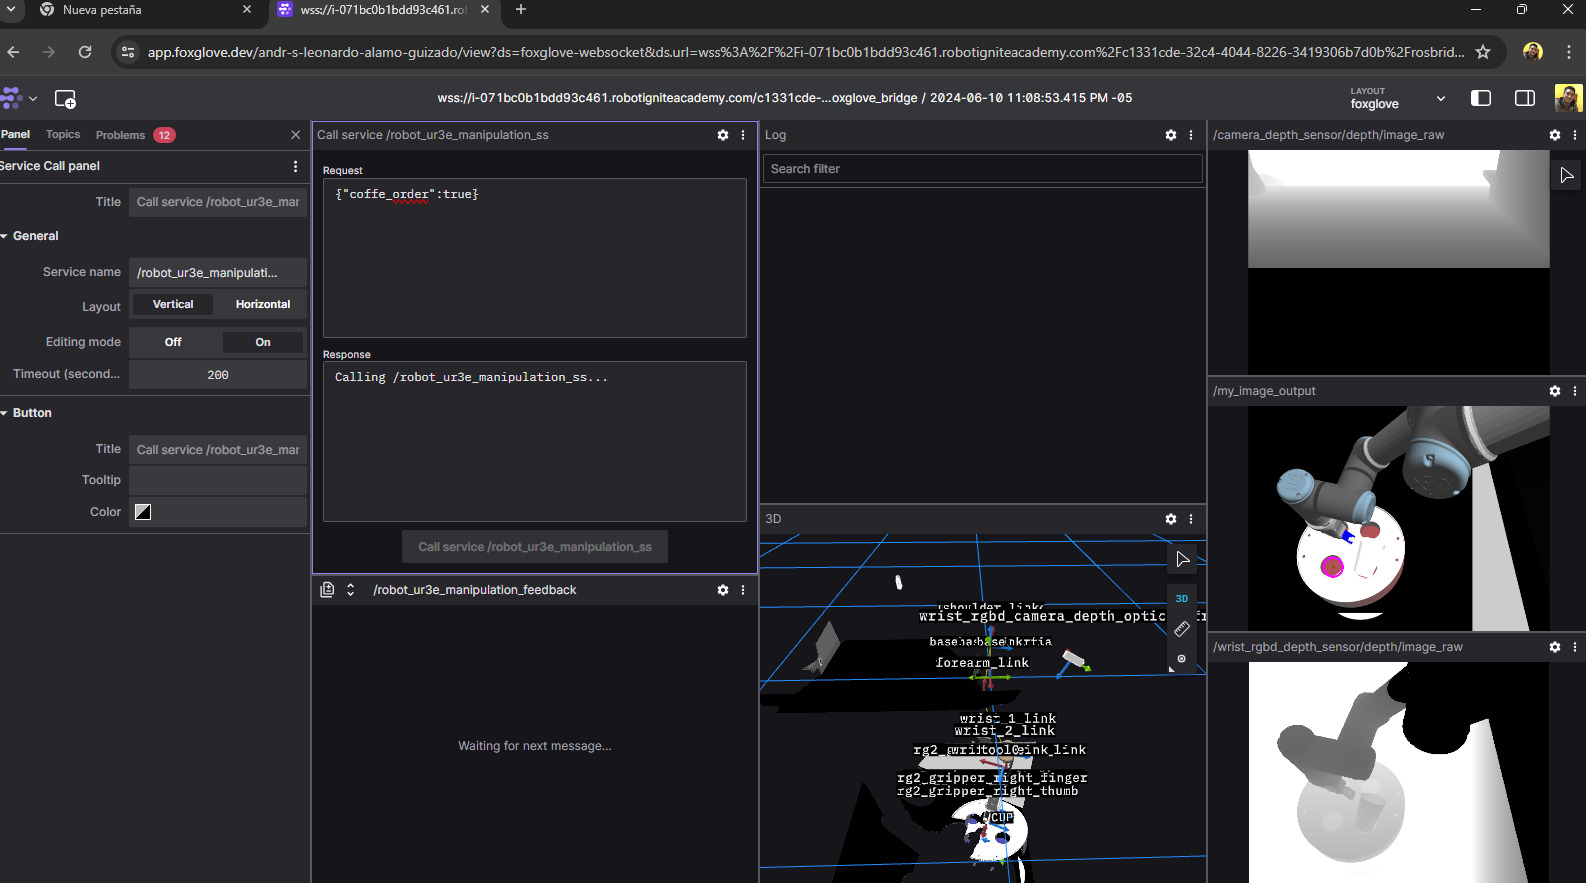 Nueva pestaña
wss://i-071bc0b1bdd93c461.rob
app.foxglove.dev/andr-s-leonardo-alamo-guizado/view?ds=foxglove-websocket&ds.url=wss%3A%2F%2Fi-071bc0b1bdd93c461.robotigniteacademy.com%2Fc1331cde-32c4-4044-8226-3419306b7d0b%2Frosbrid...
wss://i-071bc0b1bdd93c461.robotigniteacademy.com/c1331cde-...oxglove_bridge / 2024-06-10 11:08:53.415 PM -05
LAYOUT
foxglove
Panel
Topics
Problems
12
Service Call panel
Title
Call service /robot_ur3e_mar
General
Service name
/robot_ur3e_manipulati...
Layout
Vertical
Horizontal
Editing mode
Off
On
Timeout (second...
200
Button
Title
Call service /robot_ur3e_mar
Tooltip
Color
Call service /robot_ur3e_manipulation_ss
Request
{"coffe_order":true}
Response
Calling /robot_ur3e_manipulation_ss...
Call service /robot_ur3e_manipulation_ss
/robot_ur3e_manipulation_feedback
Waiting for next message...
Log
Search filter
3D
3D
shoulder_link
wrist_rgbd_camera_depth_optic
forearm_link
wrist_1_link
wrist_2_link
rg2_gripper_right_finger
rg2_gripper_right_thumb
CUP
/camera_depth_sensor/depth/image_raw
/my_image_output
/wrist_rgbd_depth_sensor/depth/image_raw